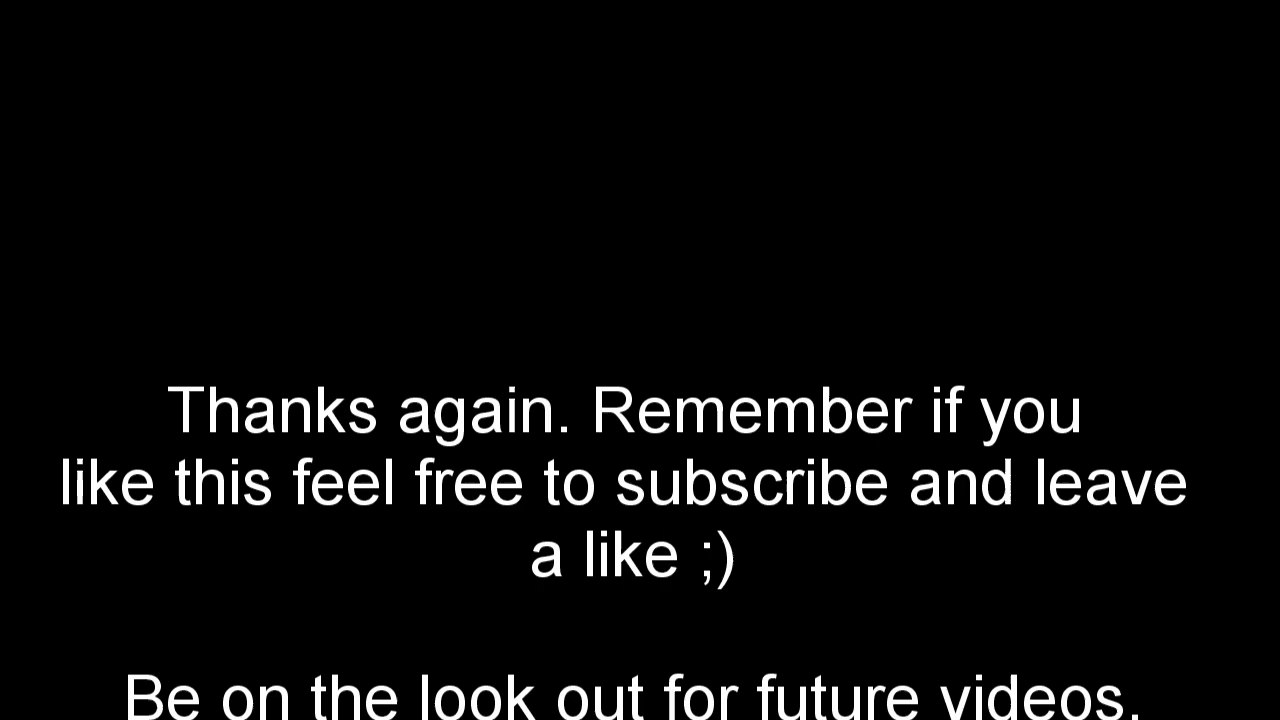 Thanks again. Remember if you
like this feel free to subscribe and leave
a like ;)
Be on the look out for future videos.